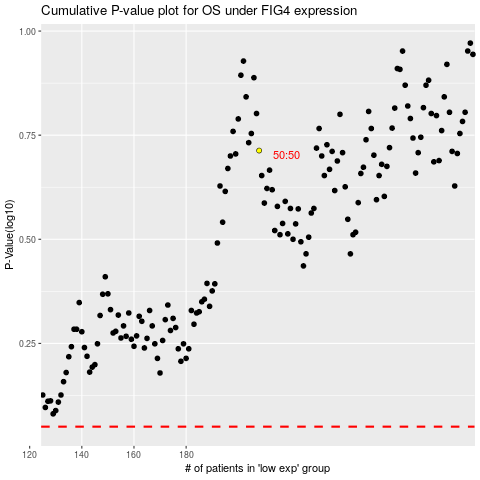 Cumulative P-value plot for OS under FIG4 expression
P-Value(log10)
1.00
0.75
0.50
0.25
50:50
120 140 160 180
# of patients in 'low exp' group